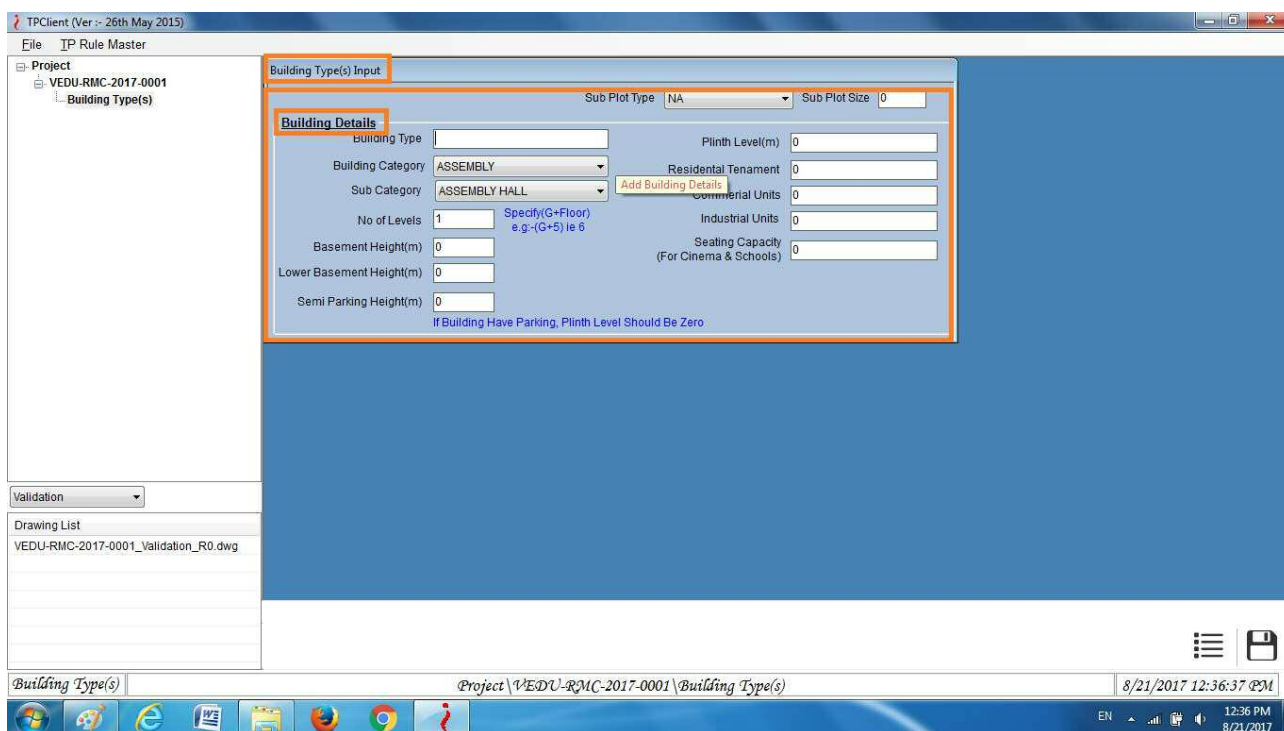 TPClient (Ver :- 26th May 2015)
File TP Rule Master
Project
VEDU-RMC-2017-0001
Building Type(s)
Building Type(s) Input
Sub Plot Type NA Sub Plot Size 0
Building Details
Building Type
Plinth Level(m) 0
Building Category ASSEMBLY
Residental Tenament 0
Add Building Details
Sub Category ASSEMBLY HALL
Commerial Units 0
No of Levels 1 Specify(G+Floor)
e.g:-(G+5) ie 6
Industrial Units 0
Basement Height(m) 0
Seating Capacity
(For Cinema & Schools) 0
Lower Basement Height(m) 0
Semi Parking Height(m) 0
If Building Have Parking, Plinth Level Should Be Zero
Validation
Drawing List
VEDU-RMC-2017-0001_Validation_R0.dwg
Building Type(s) Project\VEDU-RMC-2017-0001\Building Type(s) 8/21/2017 12:36:37 PM
EN 12:36 PM
8/21/2017